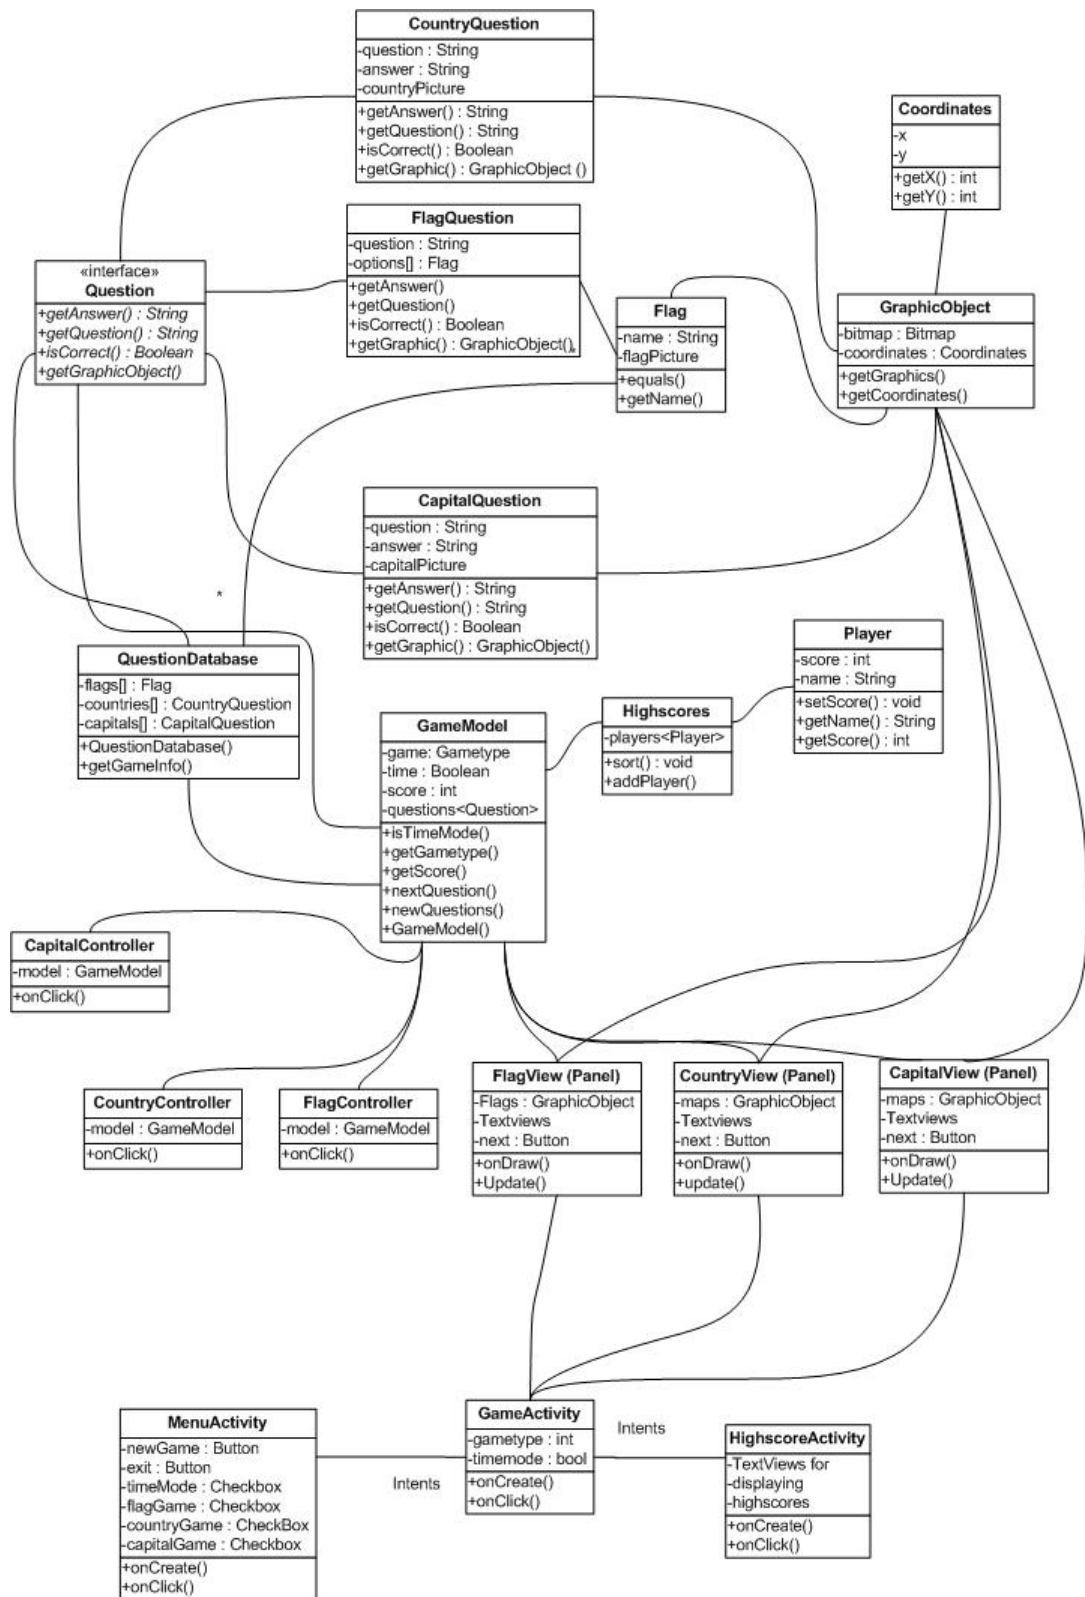 CountryQuestion
-question : String
-answer : String
-countryPicture
+getAnswer() : String
+getQuestion() : String
+isCorrect() : Boolean
+getGraphic() : GraphicObject ()
Coordinates
-x
-y
+getX() : int
+getY() : int
FlagQuestion
-question : String
-options[] : Flag
+getAnswer()
+getQuestion()
+isCorrect() : Boolean
+getGraphic() : GraphicObject()
*
«interface»
Question
+getAnswer() : String
+getQuestion() : String
+isCorrect() : Boolean
+getGraphicObject()
Flag
-name : String
-flagPicture
+equals()
+getName()
GraphicObject
-bitmap : Bitmap
-coordinates : Coordinates
+getGraphics()
+getCoordinates()
CapitalQuestion
-question : String
-answer : String
-capitalPicture
+getAnswer() : String
+getQuestion() : String
+isCorrect() : Boolean
+getGraphic() : GraphicObject()
*
QuestionDatabase
-flags[] : Flag
-countries[] : CountryQuestion
-capitals[] : CapitalQuestion
+QuestionDatabase()
+getGameInfo()
Player
-score : int
-name : String
+setScore() : void
+getName() : String
+getScore() : int
Highscores
-players<Player>
+sort() : void
+addPlayer()
GameModel
-game: Gametype
-time : Boolean
-score : int
-questions<Question>
+isTimeMode()
+getGametype()
+getScore()
+nextQuestion()
+newQuestions()
+GameModel()
CapitalController
-model : GameModel
+onClick()
CountryController
-model : GameModel
+onClick()
FlagController
-model : GameModel
+onClick()
FlagView (Panel)
-Flags : GraphicObject
-Textviews
-next : Button
+onDraw()
+Update()
CountryView (Panel)
-maps : GraphicObject
-Textviews
-next : Button
+onDraw()
+update()
CapitalView (Panel)
-maps : GraphicObject
-Textviews
-next : Button
+onDraw()
+Update()
MenuActivity
-newGame : Button
-exit : Button
-timeMode : Checkbox
-flagGame : Checkbox
-countryGame : CheckBox
-capitalGame : Checkbox
+onCreate()
+onClick()
Intents
GameActivity
-gametype : int
-timemode : bool
+onCreate()
+onClick()
Intents
HighscoreActivity
-TextViews for
-displaying
-highscores
+onCreate()
+onClick()